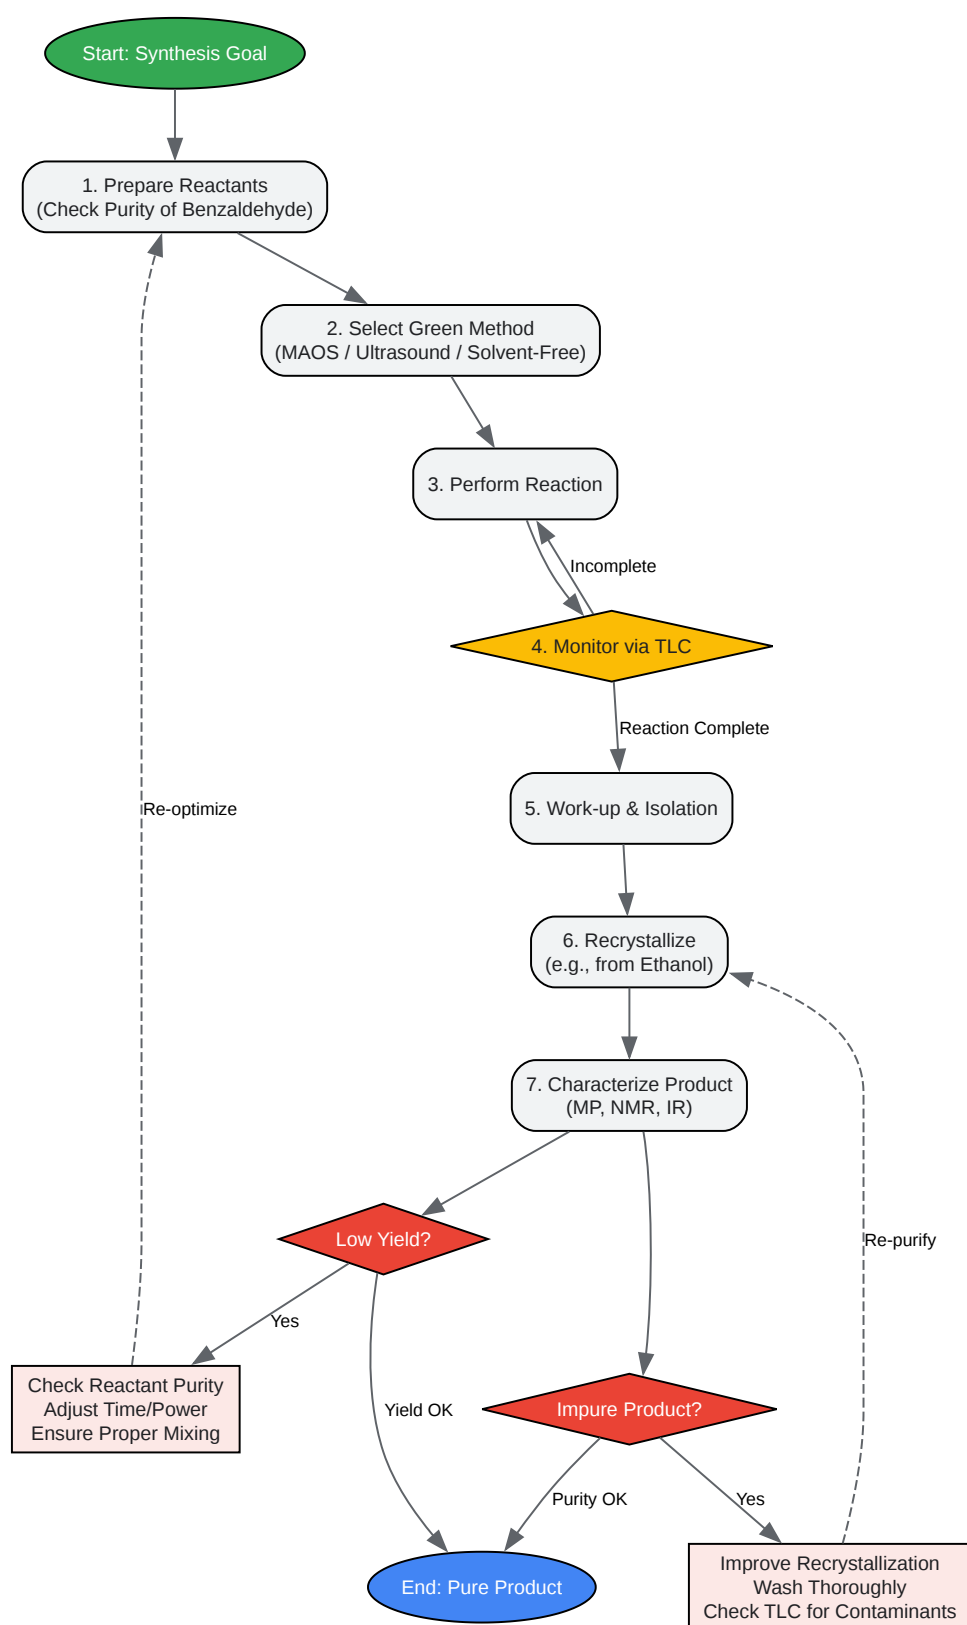 Start: Synthesis Goal
1. Prepare Reactants
(Check Purity of Benzaldehyde)
2. Select Green Method
(MAOS / Ultrasound / Solvent-Free)
3. Perform Reaction
Incomplete
4. Monitor via TLC
Reaction Complete
5. Work-up & Isolation
Re-optimize
6. Recrystallize
(e.g., from Ethanol)
7. Characterize Product
(MP, NMR, IR)
Low Yield?
Re-purify
Yes
Check Reactant Purity
Adjust Time/Power
Ensure Proper Mixing
Yield OK
Impure Product?
Purity OK
Yes
End: Pure Product
Improve Recrystallization
Wash Thoroughly
Check TLC for Contaminants